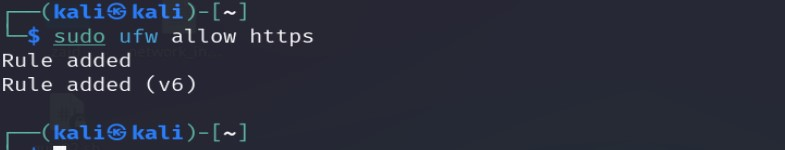 ┌──(kali㉿kali)-[~]
└─$ sudo ufw allow https
Rule added
Rule added (v6)
┌──(kali㉿kali)-[~]